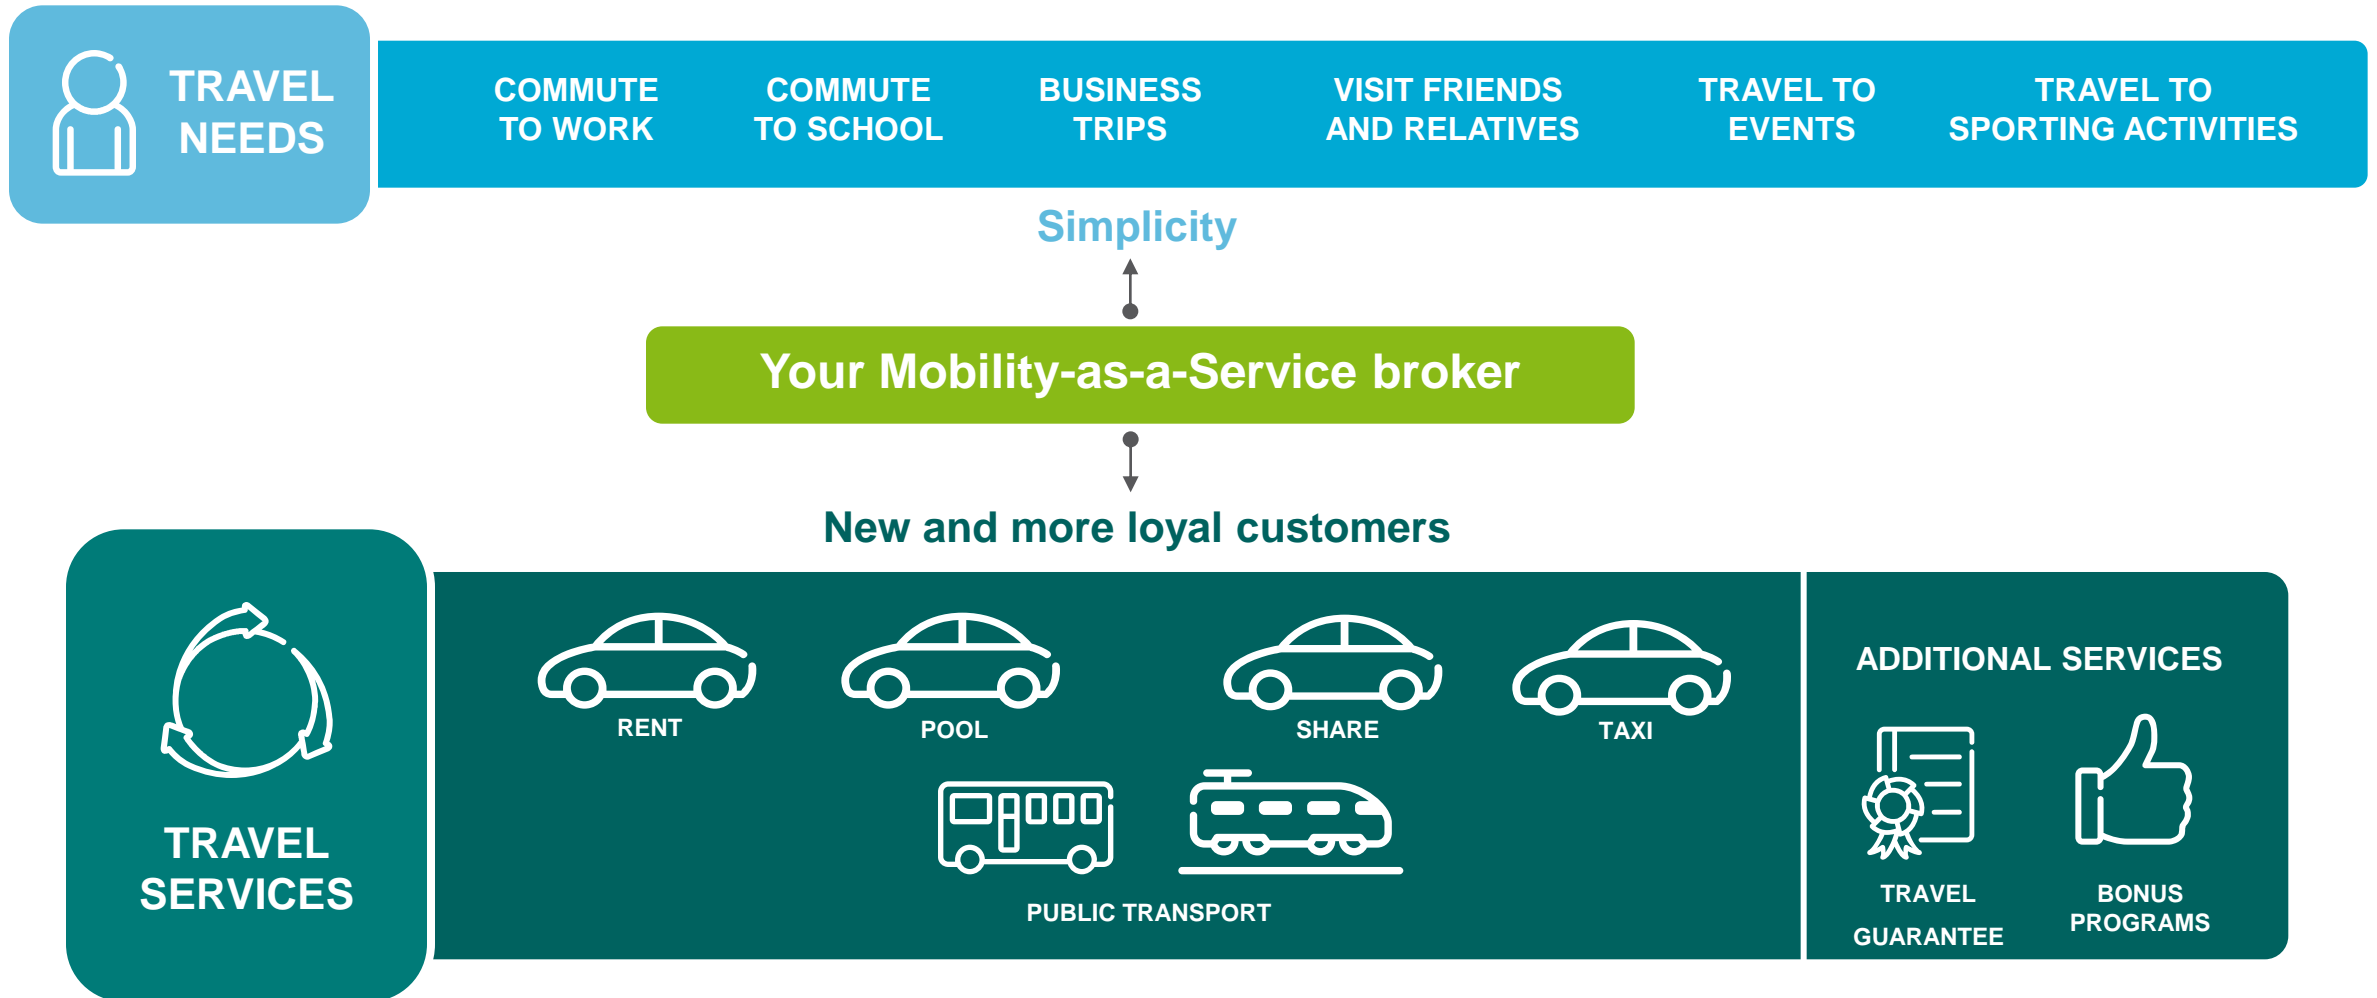 TRAVEL
NEEDS
COMMUTE
TO WORK
COMMUTE
TO SCHOOL
BUSINESS
TRIPS
VISIT FRIENDS
AND RELATIVES
TRAVEL TO
EVENTS
TRAVEL TO
SPORTING ACTIVITIES
Simplicity
Your Mobility-as-a-Service broker
New and more loyal customers
TRAVEL
SERVICES
RENT
POOL
SHARE
TAXI
PUBLIC TRANSPORT
ADDITIONAL SERVICES
TRAVEL
GUARANTEE
BONUS
PROGRAMS